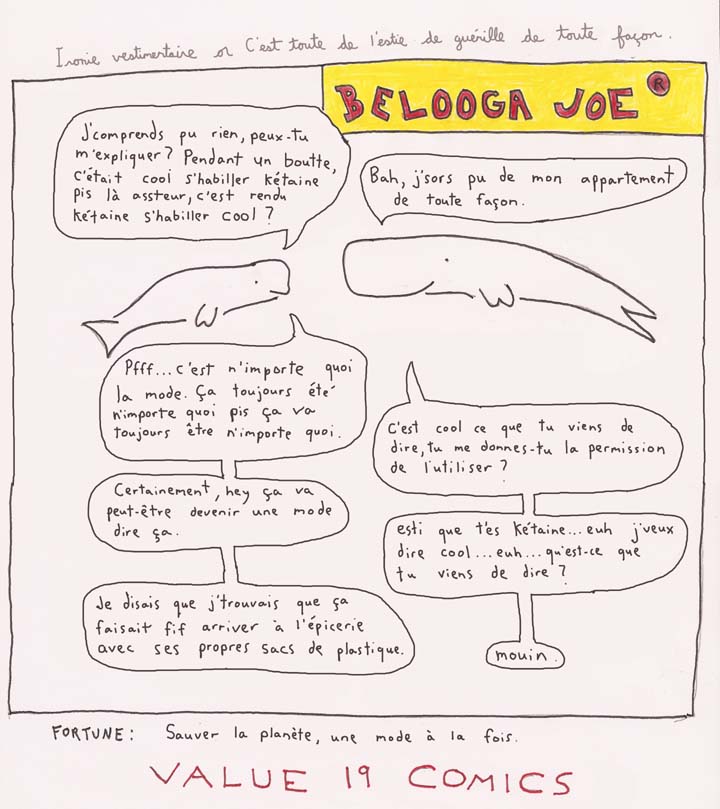 Ironie vestimentaire or C'est toute de l'estie de guérille de toute façon.
BELOOGA JOE ®
J'comprends pu rien, peux-tu
m'expliquer? Pendant un boutte,
c'était cool s'habiller kétaine
pis là assteur, c'est rendu
kétaine s'habiller cool?
Bah, j'sors pu de mon appartement
de toute façon.
Pfff... c'est n'importe quoi
la mode. Ça toujours été
n'importe quoi pis ça va
toujours être n'importe quoi.
C'est cool ce que tu viens de
dire, tu me donnes-tu la permission
de l'utiliser?
Certainement, hey ça va
peut-être devenir une mode
dire ça.
esti que t'es kétaine... euh j'veux
dire cool... euh... qu'est-ce que
tu viens de dire?
Je disais que j'trouvais que ça
faisait fif arriver à l'épicerie
avec ses propres sacs de plastique.
mouin.
FORTUNE: Sauver la planète, une mode à la fois.
VALUE 19 COMICS